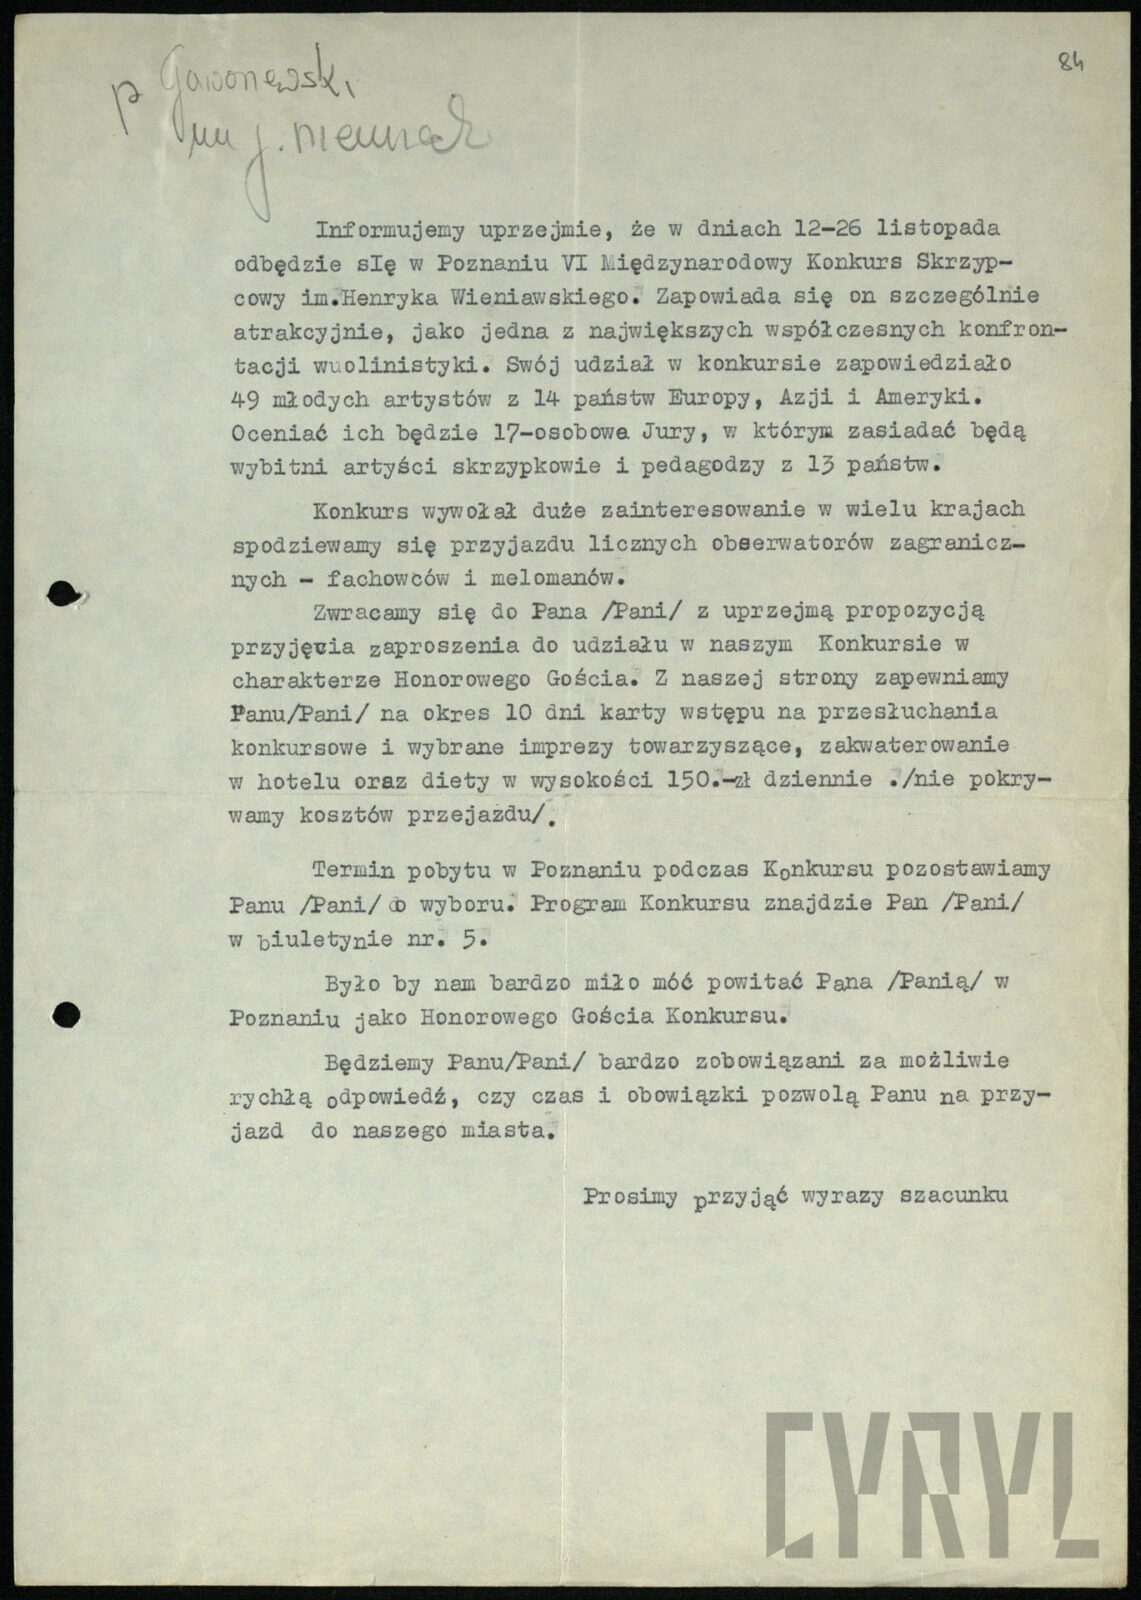 84
p
Informujemy uprzejmie, że w dniach 12-26 listopada
odbędzie sIę w Poznaniu VI Międzynarodowy Konkurs Skrzyp-
cowy im.Henryka Wieniawskiego. Zapowiada się on szczególnie
atrakcyjnie, jako jedna z największych współczesnych konfron-
tacji wuolinistyki. Swój udział w konkursie zapowiedziało
49 młodych artystów z 14 państw Europy, Azji i Ameryki.
Oceniać ich będzie 17-osobowe Jury, w którym zasiadać będą
wybitni artyści skrzypkowie i pedagodzy z 13 państw.
Konkurs wywołał duże zainteresowanie w wielu krajach
spodziewamy się przyjazdu licznych obserwatorów zagranicz-
nych - fachowców i melomanów.
Zwracamy się do Pana /Pani/ z uprzejmą propozycją
przyjęcia zaproszenia do udziału w naszym Konkursie w
charakterze Honorowego Gościa. Z naszej strony zapewniamy
Panu/Pani/ na okres 10 dni karty wstępu na przesłuchania
konkursowe i wybrane imprezy towarzyszące, zakwaterowanie
w hotelu oraz diety w wysokości 150.-zł dziennie ./nie pokry-
wamy kosztów przejazdu/.
Termin pobytu w Poznaniu podczas Konkursu pozostawiamy
Panu /Pani/ do wyboru. Program Konkursu znajdzie Pan /Pani/
w biuletynie nr. 5.
Było by nam bardzo miło móć powitać Pana /Panią/ w
Poznaniu jako Honorowego Gościa Konkursu.
Będziemy Panu/Pani/ bardzo zobowiązani za możliwie
rychłą odpowiedź, czy czas i obowiązki pozwolą Panu na przy-
jazd do naszego miasta.
Prosimy przyjąć wyrazy szacunku
CYRYL